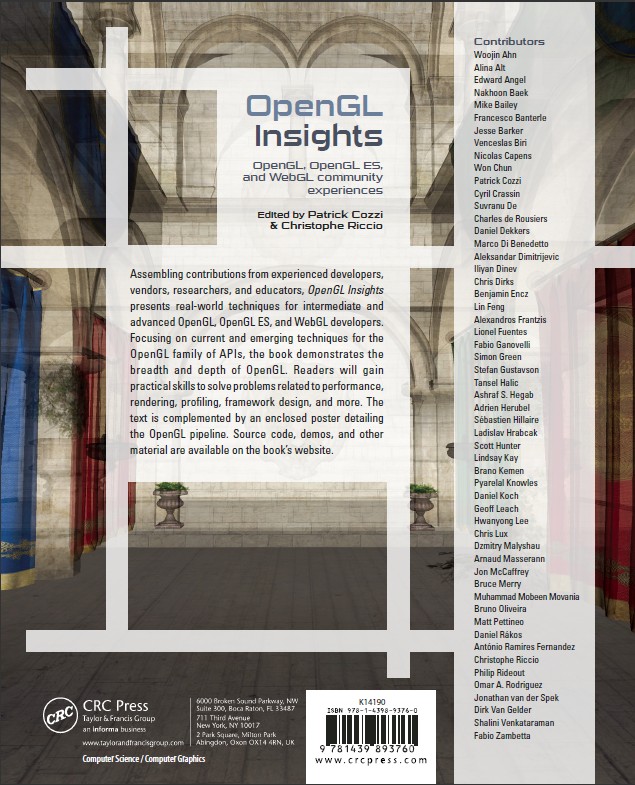 OpenGL
Insights
OpenGL, OpenGL ES,
and WebGL community
experiences
Edited by Patrick Cozzi
& Christophe Riccio
Assembling contributions from experienced developers,
vendors, researchers, and educators, OpenGL Insights
presents real-world techniques for intermediate and
advanced OpenGL, OpenGL ES, and WebGL developers.
Focusing on current and emerging techniques for the
OpenGL family of APIs, the book demonstrates the
breadth and depth of OpenGL. Readers will gain
practical skills to solve problems related to performance,
rendering, profiling, framework design, and more. The
text is complemented by an enclosed poster detailing
the OpenGL pipeline. Source code, demos, and other
material are available on the book's website.
Contributors
Woojin Ahn
Alina Alt
Edward Angel
Nakhoon Baek
Mike Bailey
Francesco Banterle
Jesse Barker
Venceslas Biri
Nicolas Capens
Won Chun
Patrick Cozzi
Cyril Crassin
Suvranu De
Charles de Rousiers
Daniel Dekkers
Marco Di Benedetto
Aleksandar Dimitrijevic
Iliyan Dinev
Chris Dirks
Benjamin Encz
Lin Feng
Alexandros Frantzis
Lionel Fuentes
Fabio Ganovelli
Simon Green
Stefan Gustavson
Tansel Halic
Ashraf S. Hegab
Adrien Herubel
Sébastien Hillaire
Ladislav Hrabcak
Scott Hunter
Lindsay Kay
Brano Kemen
Pyarelal Knowles
Daniel Koch
Geoff Leach
Hwanyong Lee
Chris Lux
Dzmitry Malyshau
Arnaud Masserann
Jon McCaffrey
Bruce Merry
Muhammad Mobeen Movania
Bruno Oliveira
Matt Pettineo
Daniel Rákos
António Ramires Fernandez
Christophe Riccio
Philip Rideout
Omar A. Rodriguez
Jonathan van der Spek
Dirk Van Gelder
Shalini Venkataraman
Fabio Zambetta
CRC
CRC Press
Taylor & Francis Group
an informa business
www.taylorandfrancisgroup.com
6000 Broken Sound Parkway, NW
Suite 300, Boca Raton, FL 33487
711 Third Avenue
New York, NY 10017
2 Park Square, Milton Park
Abingdon, Oxon OX14 4RN, UK
Computer Science / Computer Graphics
K14190
ISBN 978-1-4398-9376-0
9 781439 893760
www.crcpress.com